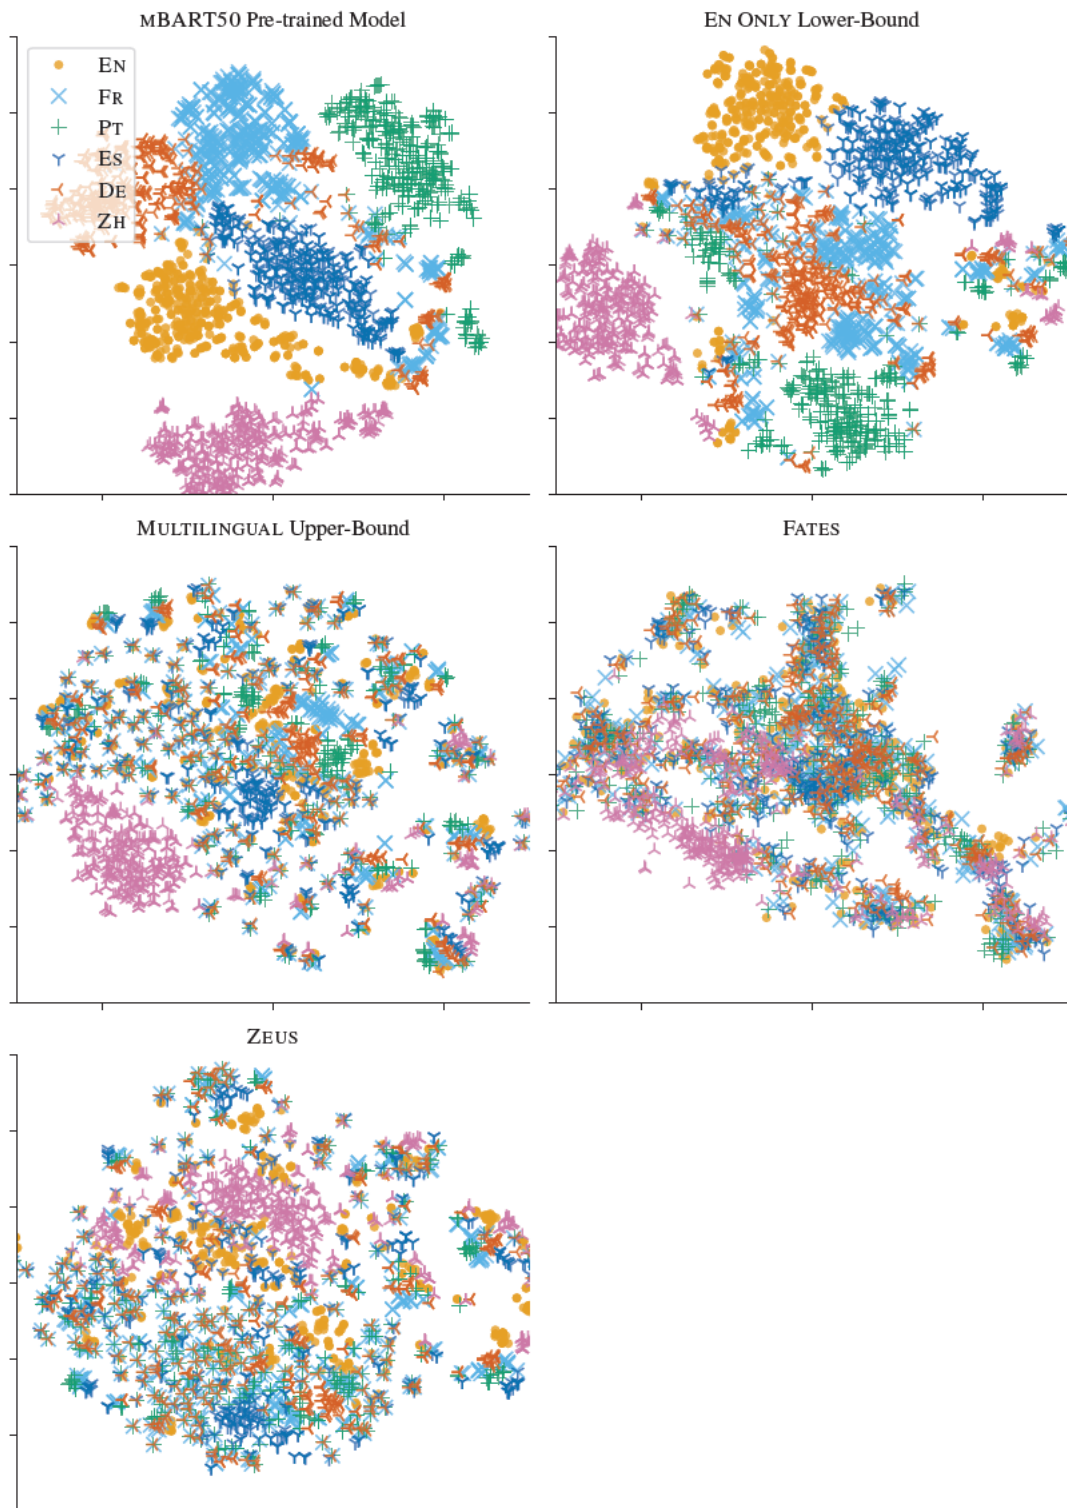 MBART50 Pre-trained Model
EN
FR
PT
ES
DE
ZH
EN ONLY Lower-Bound
MULTILINGUAL Upper-Bound
FATES
ZEUS